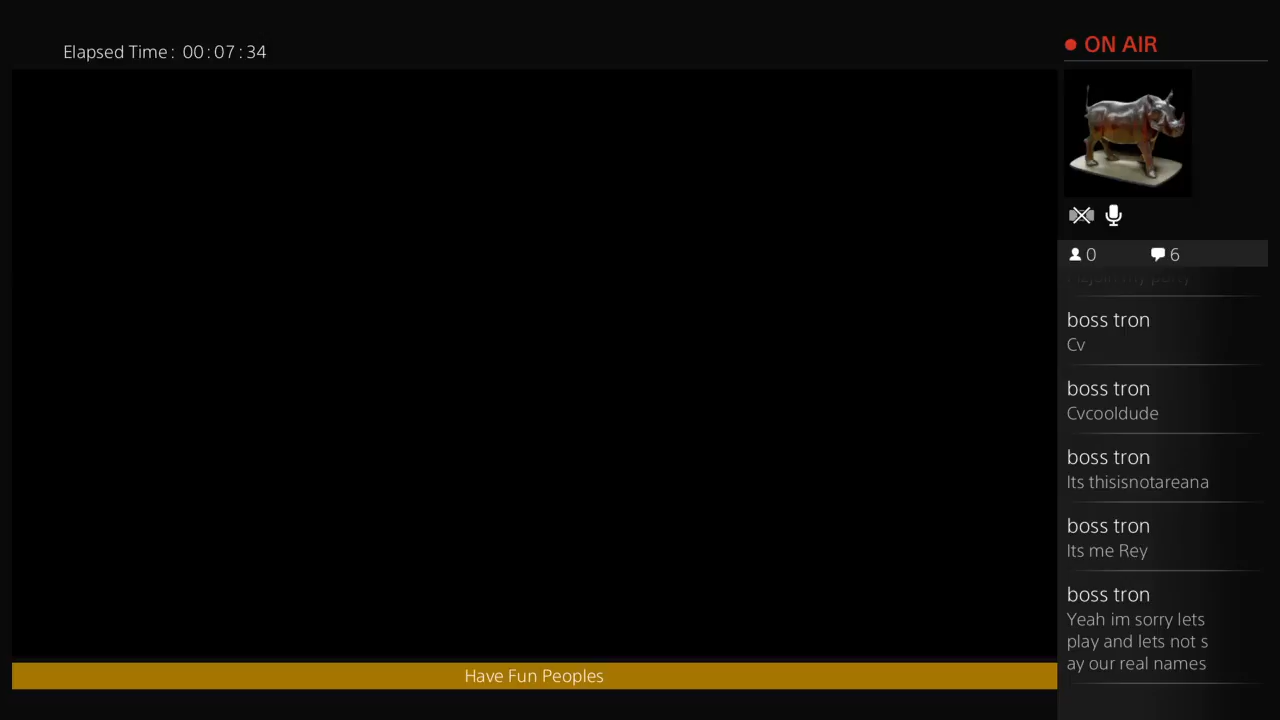 Elapsed Time: 00:07:34
ON AIR
0
6
boss tron
Cv
boss tron
Cvcooldude
boss tron
Its thisisnotareana
boss tron
Its me Rey
boss tron
Yeah im sorry lets
play and lets not s
ay our real names
Have Fun Peoples